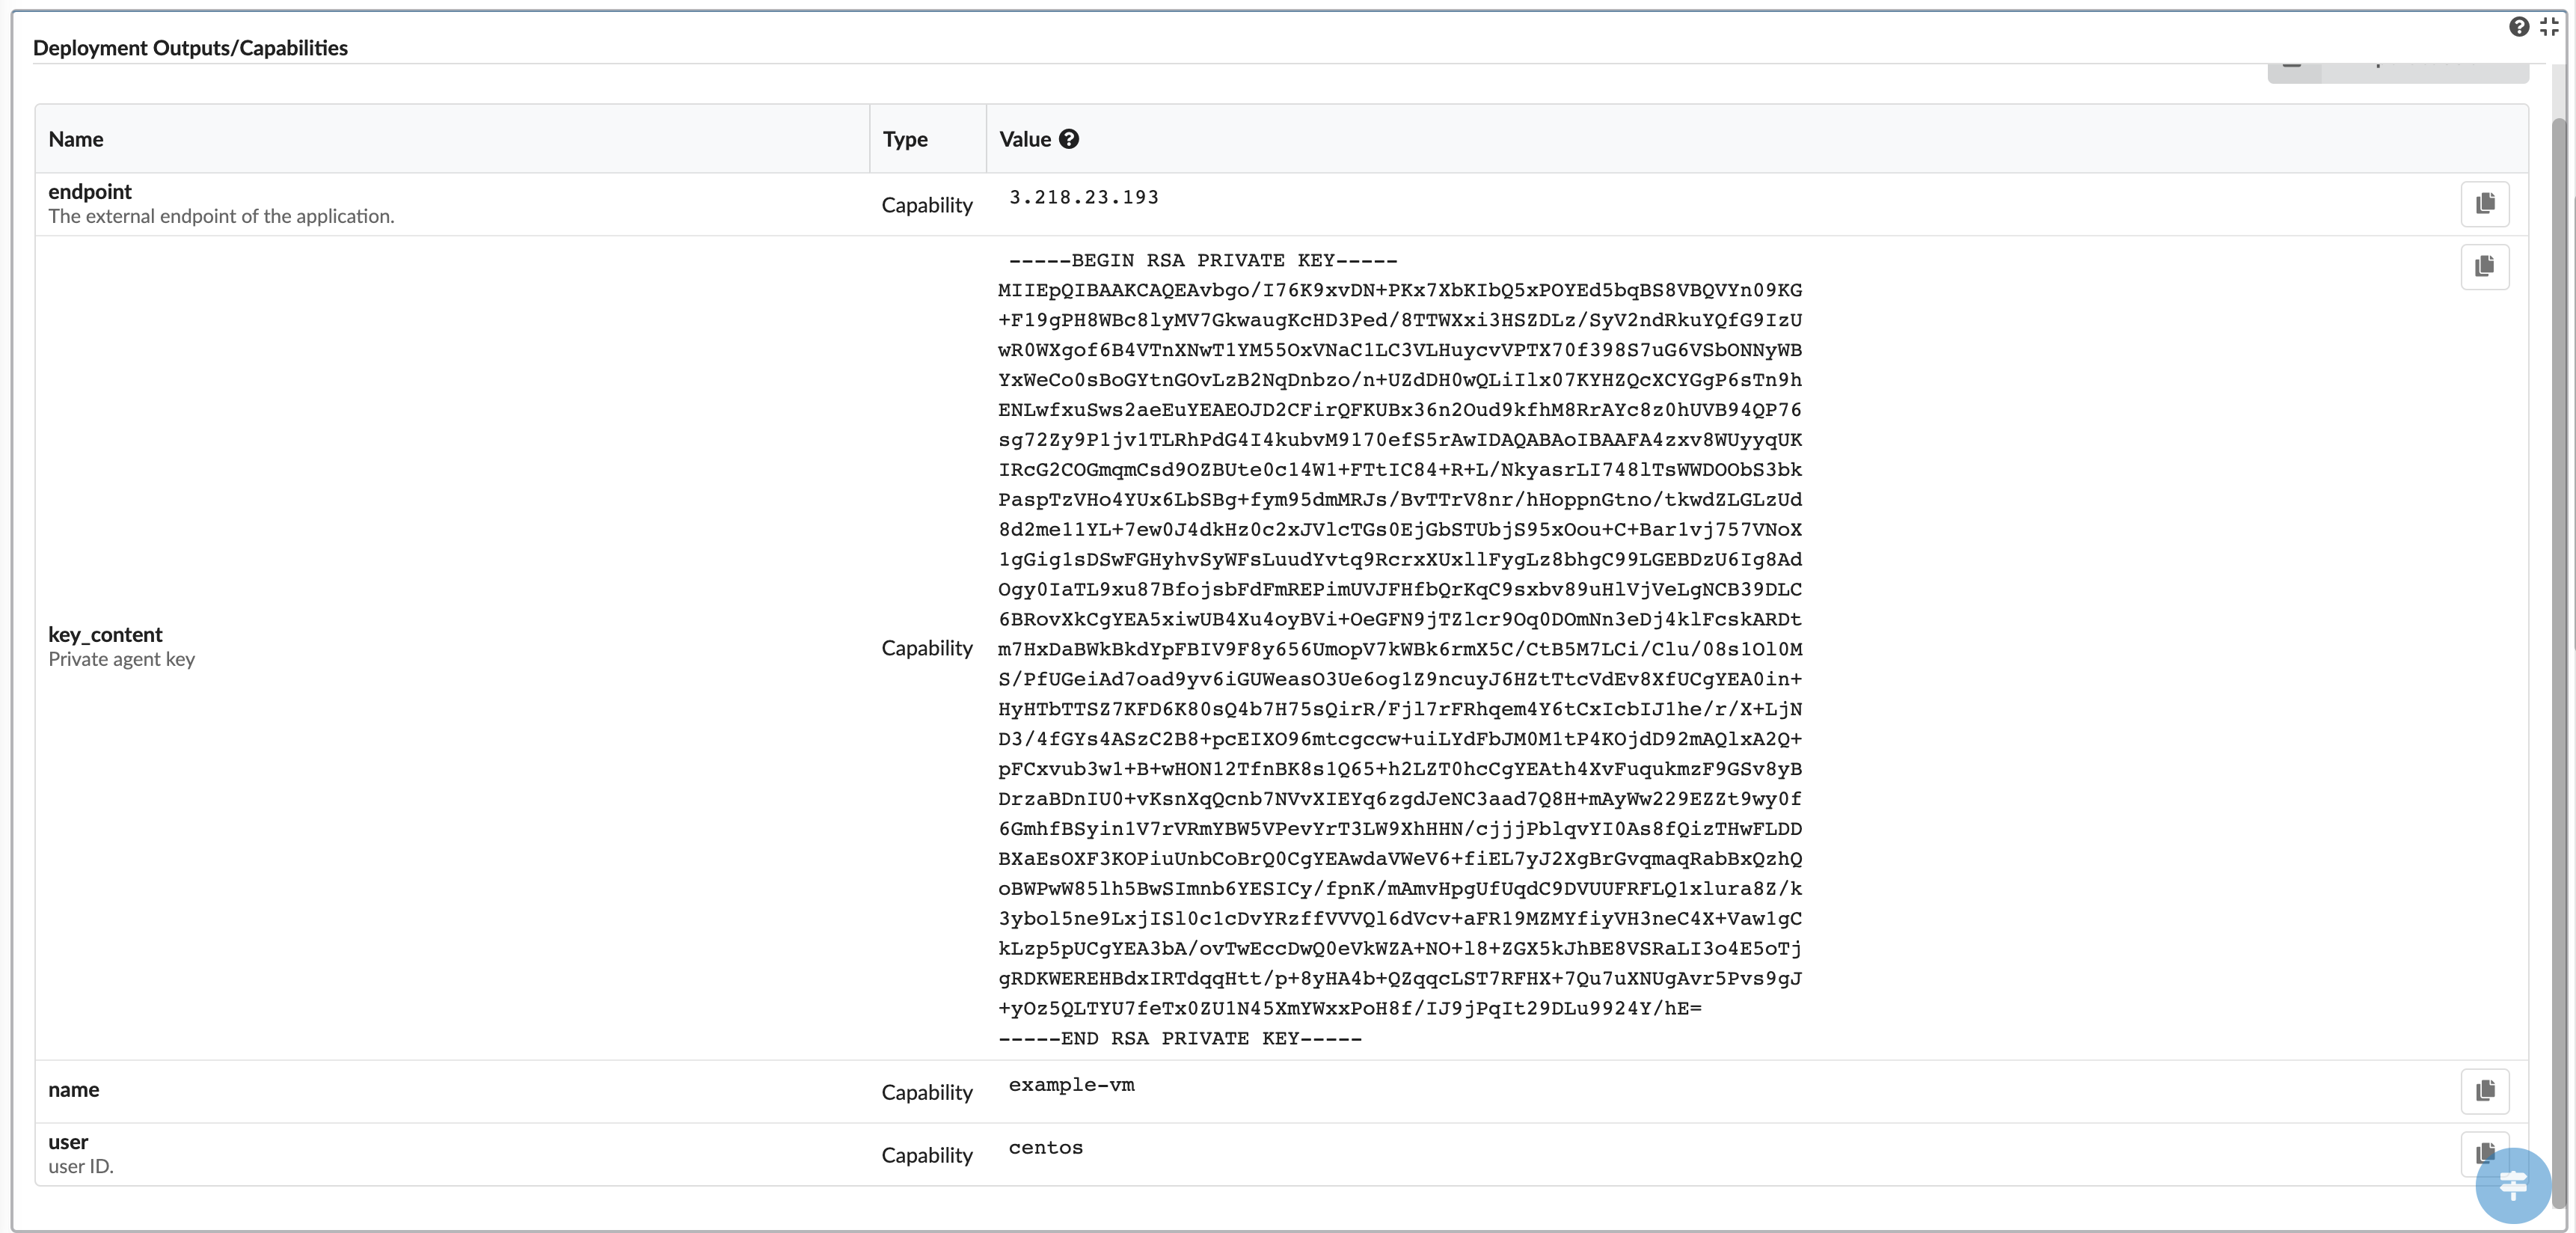 Deployment Outputs/Capabilities
Name Type Value
endpoint
The external endpoint of the application.
Capability
3.218.23.193
key_content
Private agent key
Capability
-----BEGIN RSA PRIVATE KEY-----
MIIEpQIBAAKCAQEAvbgo/I76K9xvDN+PKx7XbKIbQ5xPOYEd5bqBS8VBQVYn09KG
+F19gPH8WBc8lyMV7GkwaugKcHD3Ped/8TTWXxi3HSZDLz/SyV2ndRkuYQfG9IzU
wR0WXgof6B4VTnXNwT1YM55OxVNaC1LC3VLHuycvVPTX70f398S7uG6VSbONNyWB
YxWeCo0sBoGYtnGOvLzB2NqDnbzo/n+UZdDH0wQLiIlx07KYHZQcXCYGgP6sTn9h
ENLwfxuSws2aeEuYEAEOJD2CFirQFKUBx36n2Oud9kfhM8RrAYc8z0hUVB94QP76
sg72Zy9P1jv1TLRhPdG4I4kubvM9170efS5rAwIDAQABAoIBAAFA4zxv8WUyyqUK
IRcG2COGmqmCsd9OZBUte0c14W1+FTtIC84+R+L/NkyasrLI748lTsWWDOObS3bk
PaspTzVHo4YUx6LbSBg+fym95dmMRJs/BvTTrV8nr/hHoppnGtno/tkwdZLGLzUd
8d2me11YL+7ew0J4dkHz0c2xJVlcTGs0EjGbSTUbjS95xOou+C+Bar1vj757VNoX
1gGig1sDSwFGHyhvSyWFsLuudYvtq9RcrxXUxllFygLz8bhgC99LGEBDzU6Ig8Ad
Ogy0IaTL9xu87BfojsbFdFmREPimUVJFHfbQrKqC9sxbv89uHlVjVeLgNCB39DLC
6BRovXkCgYEA5xiwUB4Xu4oyBVi+OeGFN9jTZlcr9Oq0DOmNn3eDj4klFcskARDt
m7HxDaBWkBkdYpFBIV9F8y656UmopV7kWBk6rmX5C/CtB5M7LCi/Clu/08s1Ol0M
S/PfUGeiAd7oad9yv6iGUWeasO3Ue6og1Z9ncuyJ6HZtTtcVdEv8XfUCgYEA0in+
HyHTbTTSZ7KFD6K80sQ4b7H75sQirR/Fjl7rFRhqem4Y6tCxIcbIJ1he/r/X+LjN
D3/4fGYs4ASzC2B8+pcEIXO96mtcgccw+uiLYdFbJM0M1tP4KOjdD92mAQlxA2Q+
pFCxvub3w1+B+wHON12TfnBK8s1Q65+h2LZT0hcCgYEAth4XvFuqukmzF9GSv8yB
DrzaBDnIU0+vKsnXqQcnb7NVvXIEYq6zgdJeNC3aad7Q8H+mAyWw229EZZt9wy0f
6GmhfBSyin1V7rVRmYBW5VPevYrT3LW9XhHHN/cjjjPblqvYI0As8fQizTHwFLDD
BXaEsOXF3KOPiuUnbCoBrQ0CgYEAwdaVWeV6+fiEL7yJ2XgBrGvqmaqRabBxQzhQ
oBWPwW85lh5BwSImnb6YESICy/fpnK/mAmvHpgUfUqdC9DVUUFRFLQ1xlura8Z/k
3ybol5ne9LxjISl0c1cDvYRzffVVVQl6dVcv+aFR19MZMYfiyVH3neC4X+Vaw1gC
kLzp5pUCgYEA3bA/ovTwEccDwQ0eVkWZA+NO+l8+ZGX5kJhBE8VSRaLI3o4E5oTj
gRDKWEREHBdxIRTdqqHtt/p+8yHA4b+QZqqcLST7RFHX+7Qu7uXNUgAvr5Pvs9gJ
+yOz5QLTYU7feTx0ZU1N45XmYWxxPoH8f/IJ9jPqIt29DLu9924Y/hE=
-----END RSA PRIVATE KEY-----
name Capability example-vm
user
user ID.
Capability
centos